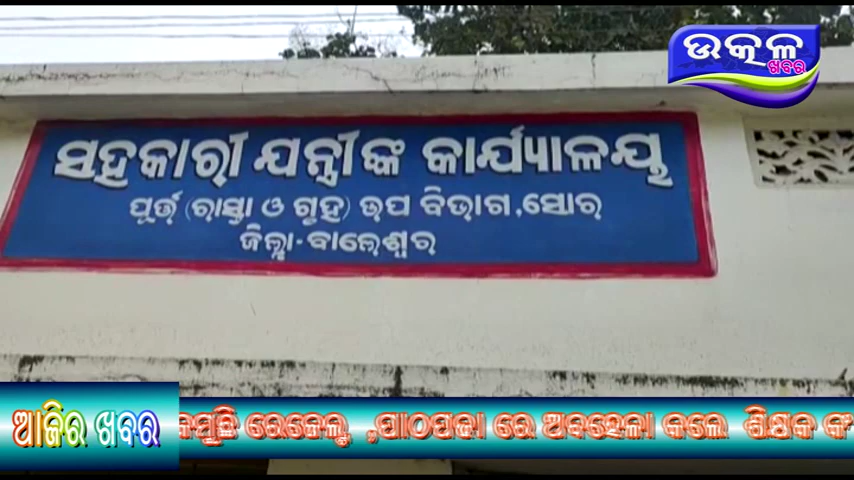 ଉତ୍କଳ
ଖବର
ସହକାରୀ ଯନ୍ତ୍ରୀଙ୍କ କାର୍ଯ୍ୟାଳୟ
ପୂର୍ତ୍ତ (ରାସ୍ତା ଓ ଗୃହ) ଉପ ବିଭାଗ,ସୋର
ଜିଲ୍ଲା-ବାଲେଶ୍ୱର
ଆଜିର ଖବର
ରେଜେଲ୍ଟ ,ପାଠପଢା ରେ ଅବହେଳା କଲେ ଶିକ୍ଷକ ଙ୍କ